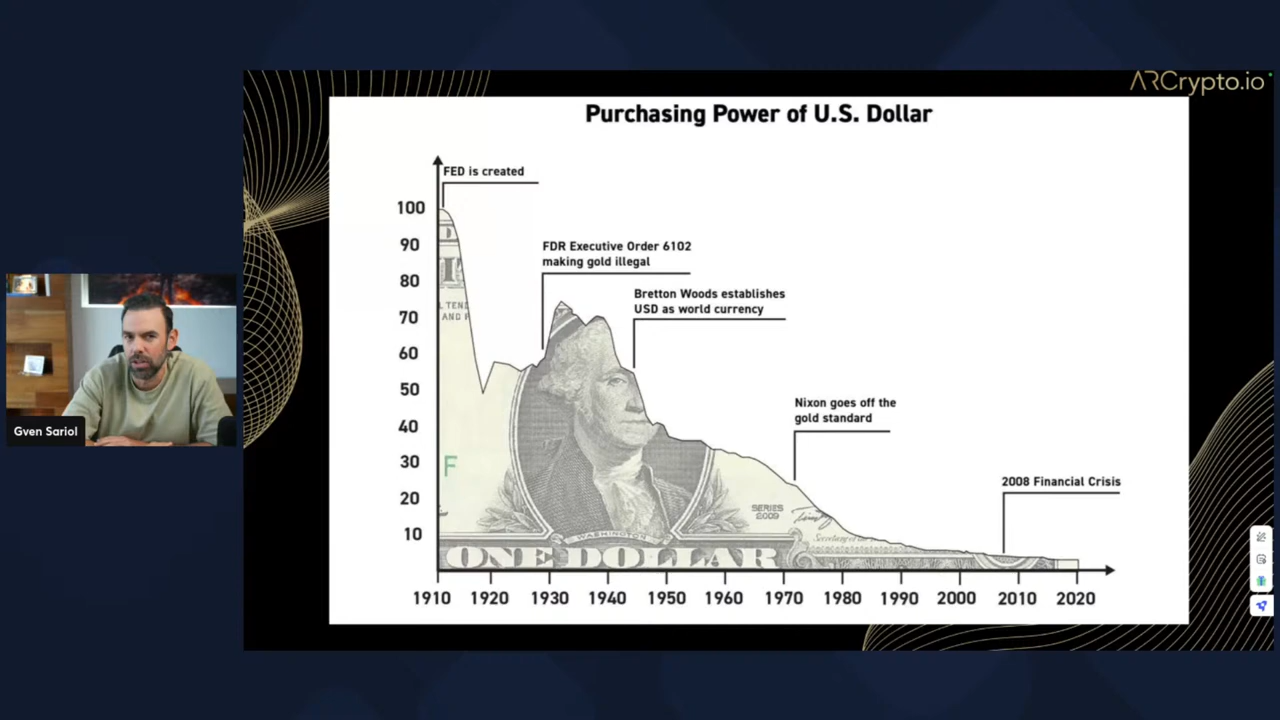 ARCrypto.io
Purchasing Power of U.S. Dollar
FED is created
100
90
80
70
60
50
40
30
20
10
FDR Executive Order 6102
making gold illegal
Bretton Woods establishes
USD as world currency
Nixon goes off the
gold standard
2008 Financial Crisis
F
SERIES
2009
WASHINGTON
ONE DOLLAR
1910 1920 1930 1940 1950 1960 1970 1980 1990 2000 2010 2020
Gven Sariol